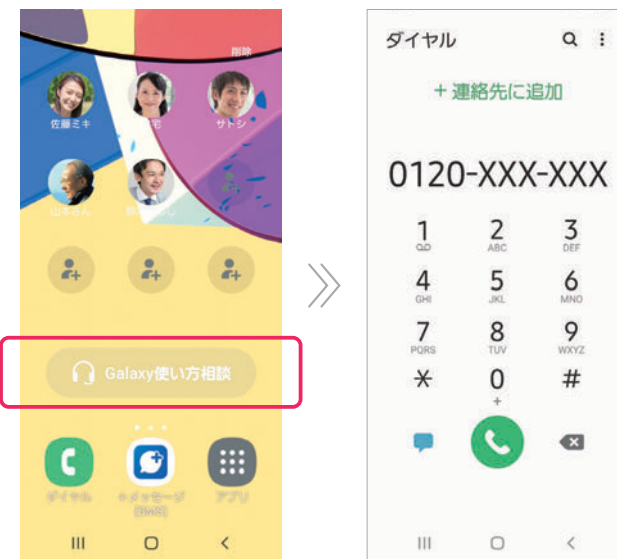 削除
佐藤ミキ
宅
サトシ
山本さん
Galaxy使い方相談
ダイヤル
+メッセージ
(SMS)
アプリ
ダイヤル
+連絡先に追加
0120-XXX-XXX
1
2
ABC
3
DEF
4
GHI
5
JKL
6
MNO
7
PQRS
8
TUV
9
WXYZ
*
0
+
#